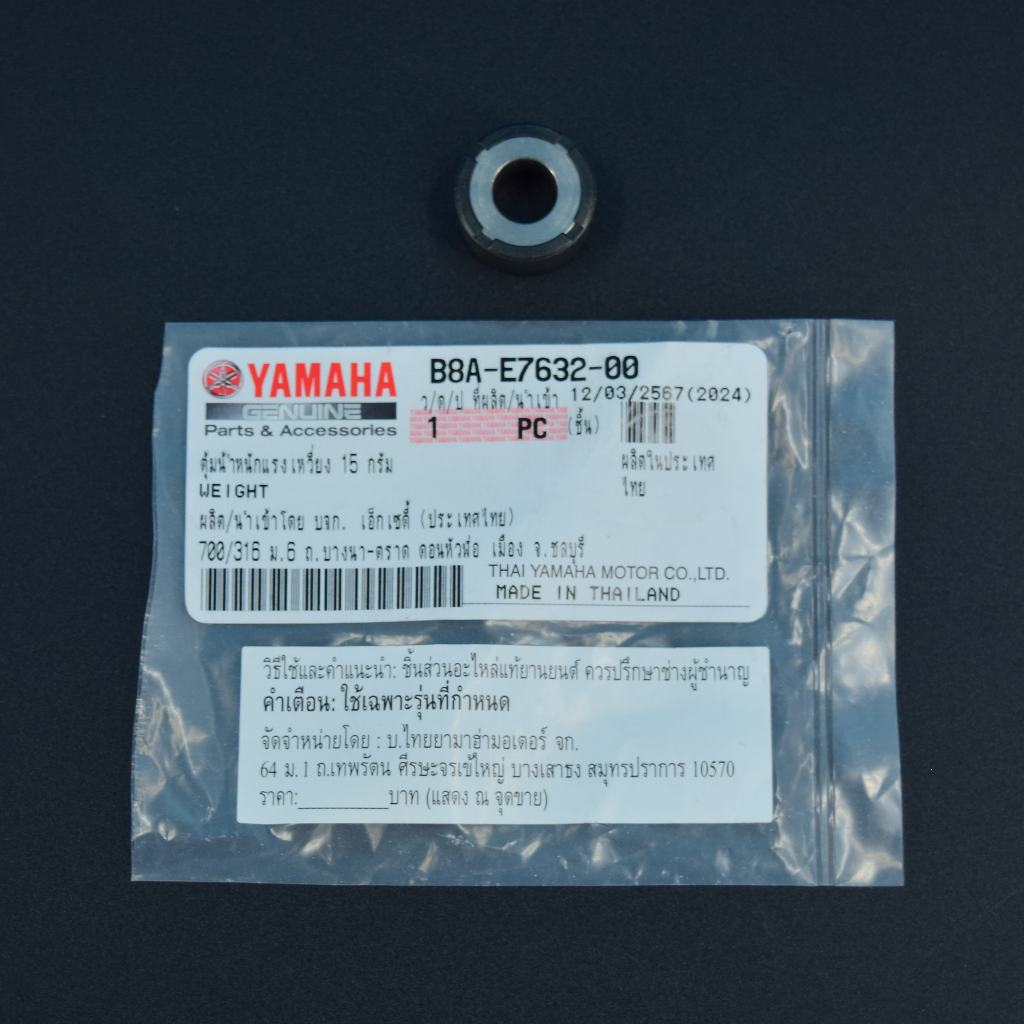 YAMAHA
GENUINE
Parts & Accessories
B8A-E7632-00
ว/ด/ป ที่ผลิต/นำเข้า 12/03/2567(2024)
1 PC (ชิ้น)
ตุ้มน้ำหนักแรงเหวี่ยง 15 กรัม
WEIGHT
ผลิตในประเทศ
ไทย
ผลิต/นำเข้าโดย บจก. เอ็กเซดี้ (ประเทศไทย)
700/316 ม.6 ถ.บางนา-ตราด ดอนหัวฬ่อ เมือง จ.ชลบุรี
THAI YAMAHA MOTOR CO.,LTD.
MADE IN THAILAND
วิธีใช้และคำแนะนำ: ชิ้นส่วนอะไหล่แท้ยานยนต์ ควรปรึกษาช่างผู้ชำนาญ
คำเตือน: ใช้เฉพาะรุ่นที่กำหนด
จัดจำหน่ายโดย : บ.ไทยยามาฮ่ามอเตอร์ จก.
64 ม.1 ถ.เทพรัตน ศีรษะจรเข้ใหญ่ บางเสาธง สมุทรปราการ 10570
ราคา:___________บาท (แสดง ณ จุดขาย)